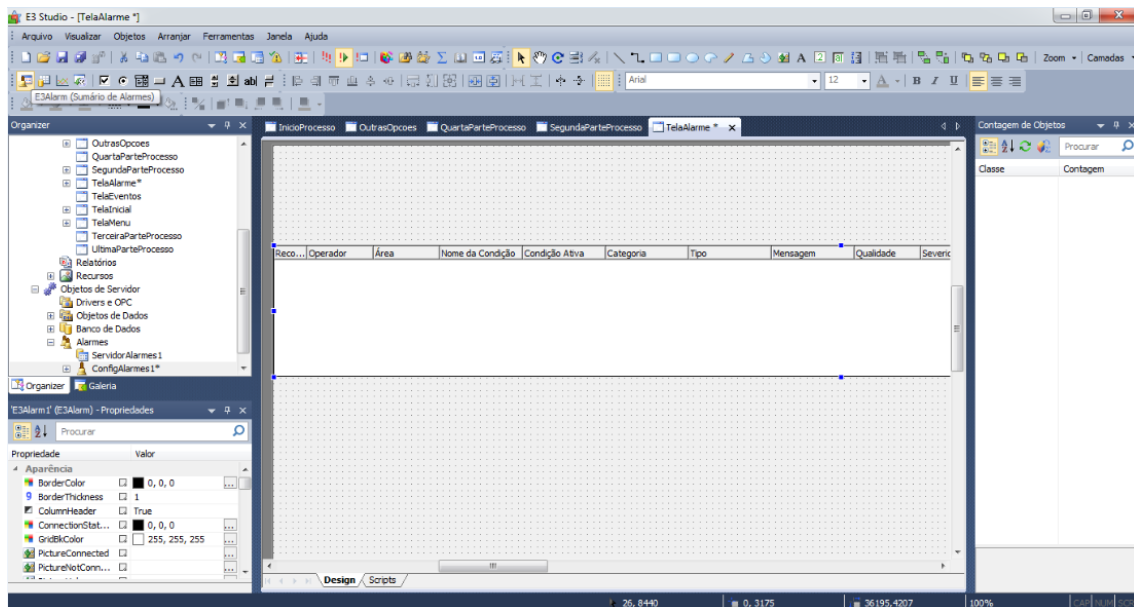 E3 Studio - [TelaAlarme *]
Arquivo Visualizar Objetos Arranjar Ferramentas Janela Ajuda
Zoom Camadas
Arial 12 A B I U
E3Alarm (Sumário de Alarmes)
Organizer
InicioProcesso OutrasOpcoes QuartaParteProcesso SegundaParteProcesso TelaAlarme * x
Contagem de Objetos
Procurar
Classe Contagem
OutrasOpcoes
QuartaParteProcesso
SegundaParteProcesso
TelaAlarme*
TelaEventos
TelaInicial
TelaMenu
TerceiraParteProcesso
UltimaParteProcesso
Relatórios
Recursos
Objetos de Servidor
Drivers e OPC
Objetos de Dados
Banco de Dados
Alarmes
ServidorAlarmes1
ConfigAlarmes1*
Reco... Operador Área Nome da Condição Condição Ativa Categoria Tipo Mensagem Qualidade Severic
Organizer Galeria
'E3Alarm1' (E3Alarm) - Propriedades
Procurar
Propriedade Valor
Aparência
BorderColor 0, 0, 0 ...
BorderThickness 1
ColumnHeader True
ConnectionStat... 0, 0, 0 ...
GridBkColor 255, 255, 255 ...
PictureConnected ...
PictureNotConn... ...
Design Scripts
26, 8440 0, 3175 36195,4207 100% CAP NUM SCR